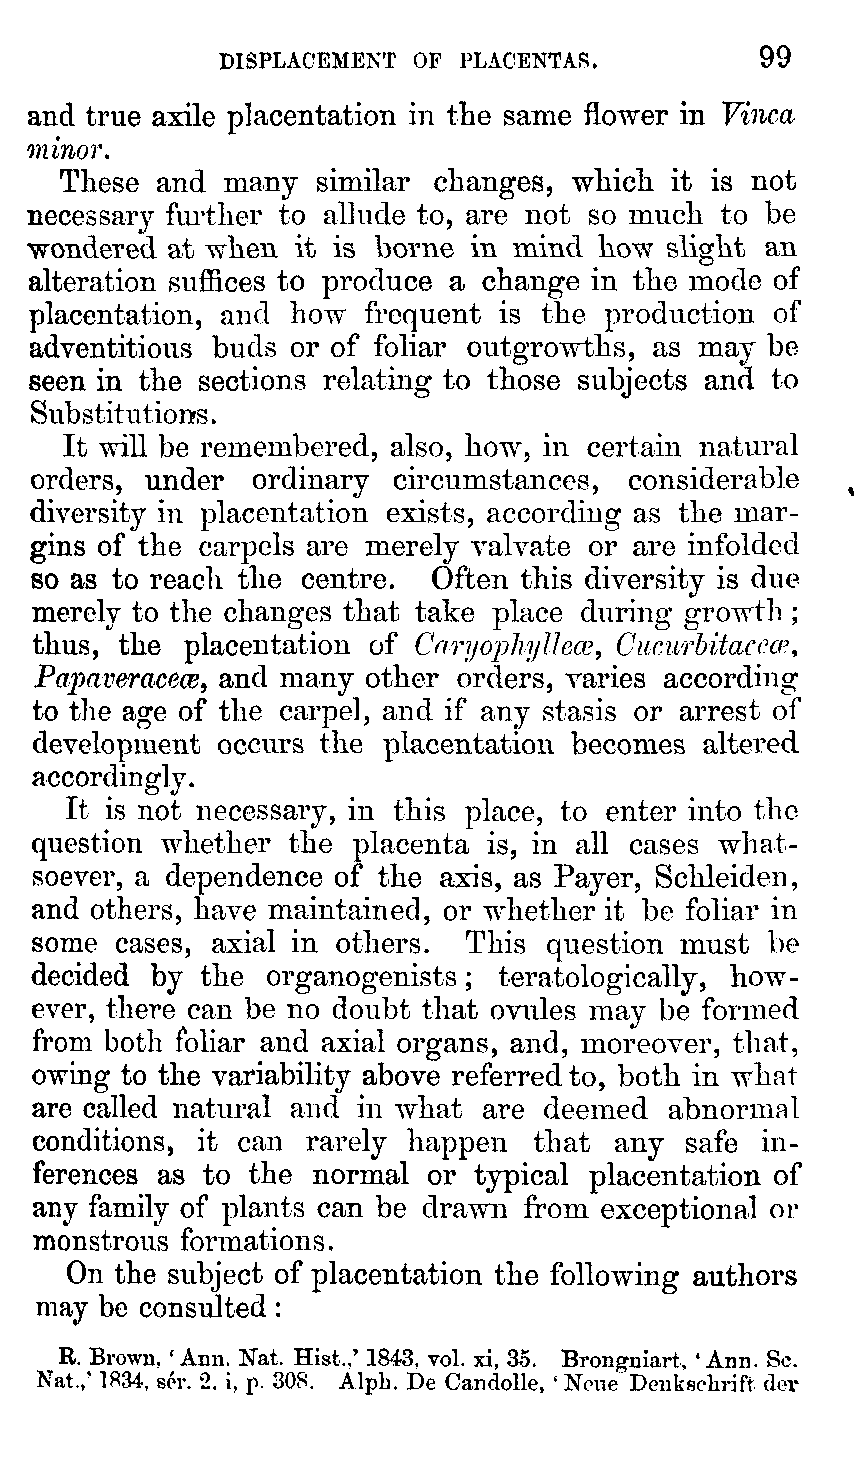 DISPLACEMENT OF PLACENTAS. 99
and true axile placentation in the same flower in Vinca
minor.
These and many similar changes, which it is not
necessary further to allude to, are not so much to be
wondered at when it is borne in mind how slight an
alteration suffices to produce a change in the mode of
placentation, and how frequent is the production of
adventitious buds or of foliar outgrowths, as may be
seen in the sections relating to those subjects and to
Substitutions.
It will be remembered, also, how, in certain natural
orders, under ordinary circumstances, considerable
diversity in placentation exists, according as the mar-
gins of the carpels are merely valvate or are infolded
so as to reach the centre. Often this diversity is due
merely to the changes that take place during growth;
thus, the placentation of Caryophylleæ, Cucurbitaceæ,
Papaveraceæ, and many other orders, varies according
to the age of the carpel, and if any stasis or arrest of
development occurs the placentation becomes altered
accordingly.
It is not necessary, in this place, to enter into the
question whether the placenta is, in all cases what-
soever, a dependence of the axis, as Payer, Schleiden,
and others, have maintained, or whether it be foliar in
some cases, axial in others. This question must be
decided by the organogenists; teratologically, how-
ever, there can be no doubt that ovules may be formed
from both foliar and axial organs, and, moreover, that,
owing to the variability above referred to, both in what
are called natural and in what are deemed abnormal
conditions, it can rarely happen that any safe in-
ferences as to the normal or typical placentation of
any family of plants can be drawn from exceptional or
monstrous formations.
On the subject of placentation the following authors
may be consulted:
R. Brown, 'Ann. Nat. Hist.,' 1843, vol. xi, 35. Brongniart, 'Ann. Sc.
Nat.,' 1834, sér. 2, i, p. 308. Alph. De Candolle, 'Neue Denkschrift der